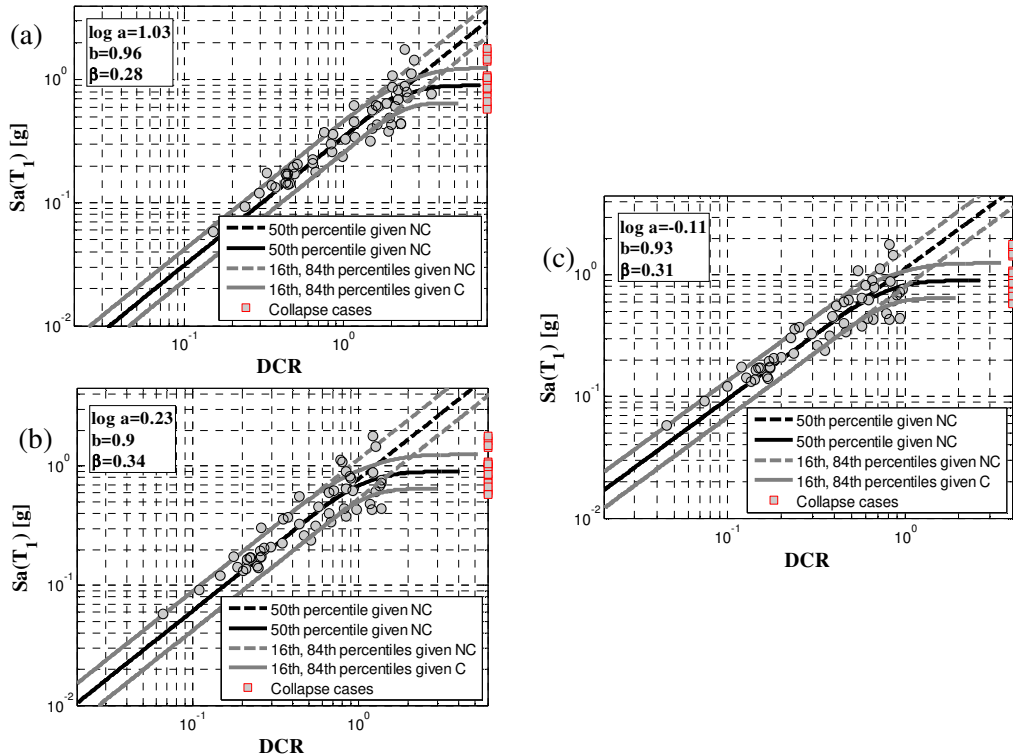 (a)
log a=1.03
b=0.96
β=0.28
Sa(T1) [g]
10^0
10^-1
10^-2
50th percentile given NC
50th percentile given NC
16th, 84th percentiles given NC
16th, 84th percentiles given C
Collapse cases
10^-1
10^0
DCR
(b)
log a=0.23
b=0.9
β=0.34
Sa(T1) [g]
10^0
10^-1
10^-2
50th percentile given NC
50th percentile given NC
16th, 84th percentiles given NC
16th, 84th percentiles given C
Collapse cases
10^-1
10^0
DCR
(c)
log a=-0.11
b=0.93
β=0.31
Sa(T1) [g]
10^0
10^-1
10^-2
50th percentile given NC
50th percentile given NC
16th, 84th percentiles given NC
16th, 84th percentiles given C
Collapse cases
10^-1
10^0
DCR